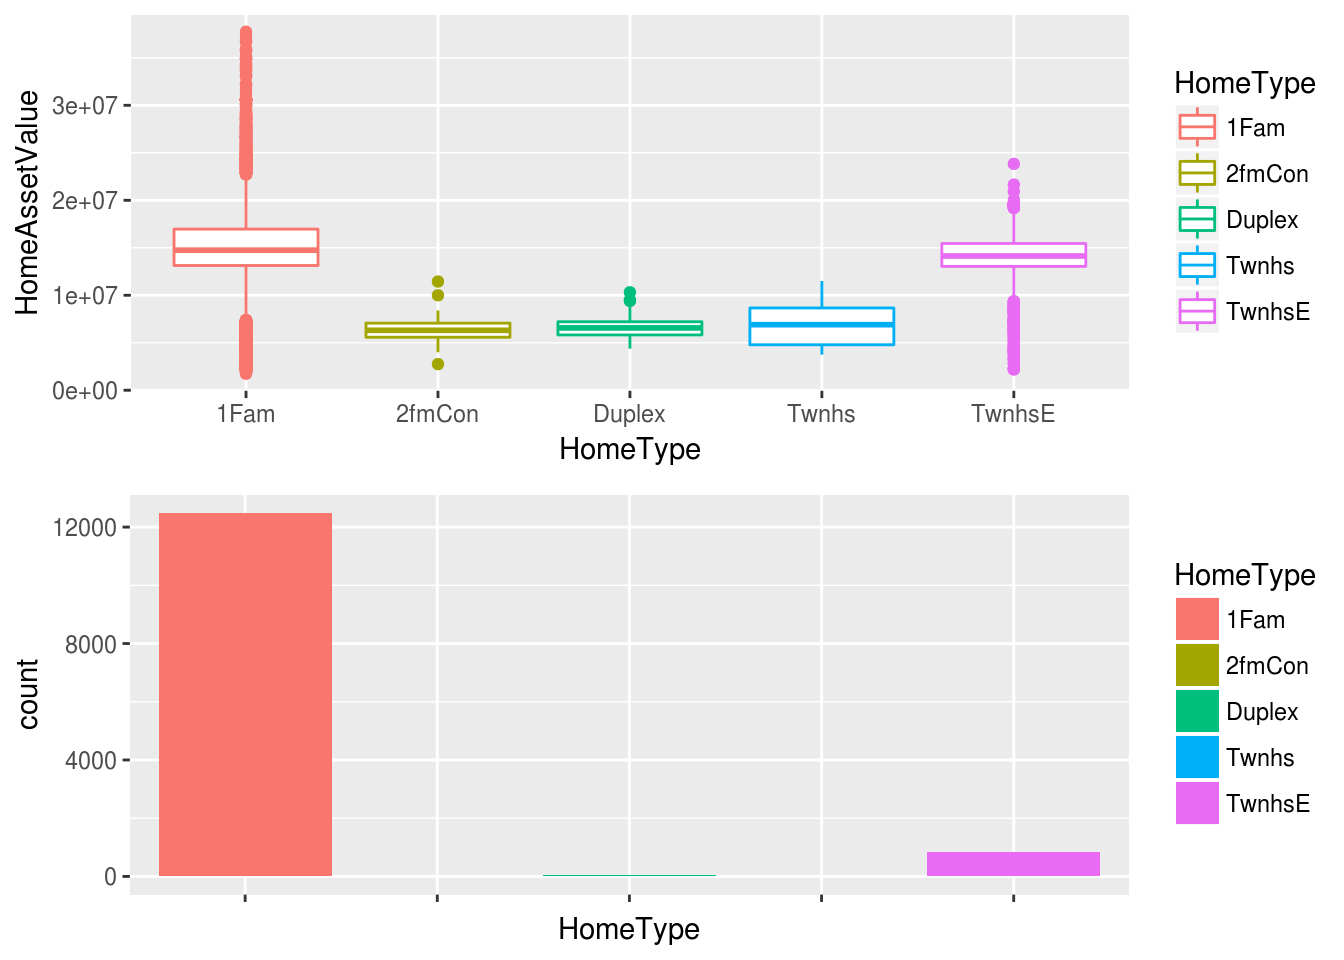 HomeAssetValue
3e+07
2e+07
1e+07
0e+00
1Fam 2fmCon Duplex Twnhs TwnhsE
HomeType
HomeType
1Fam
2fmCon
Duplex
Twnhs
TwnhsE
count
12000
8000
4000
0
HomeType
HomeType
1Fam
2fmCon
Duplex
Twnhs
TwnhsE